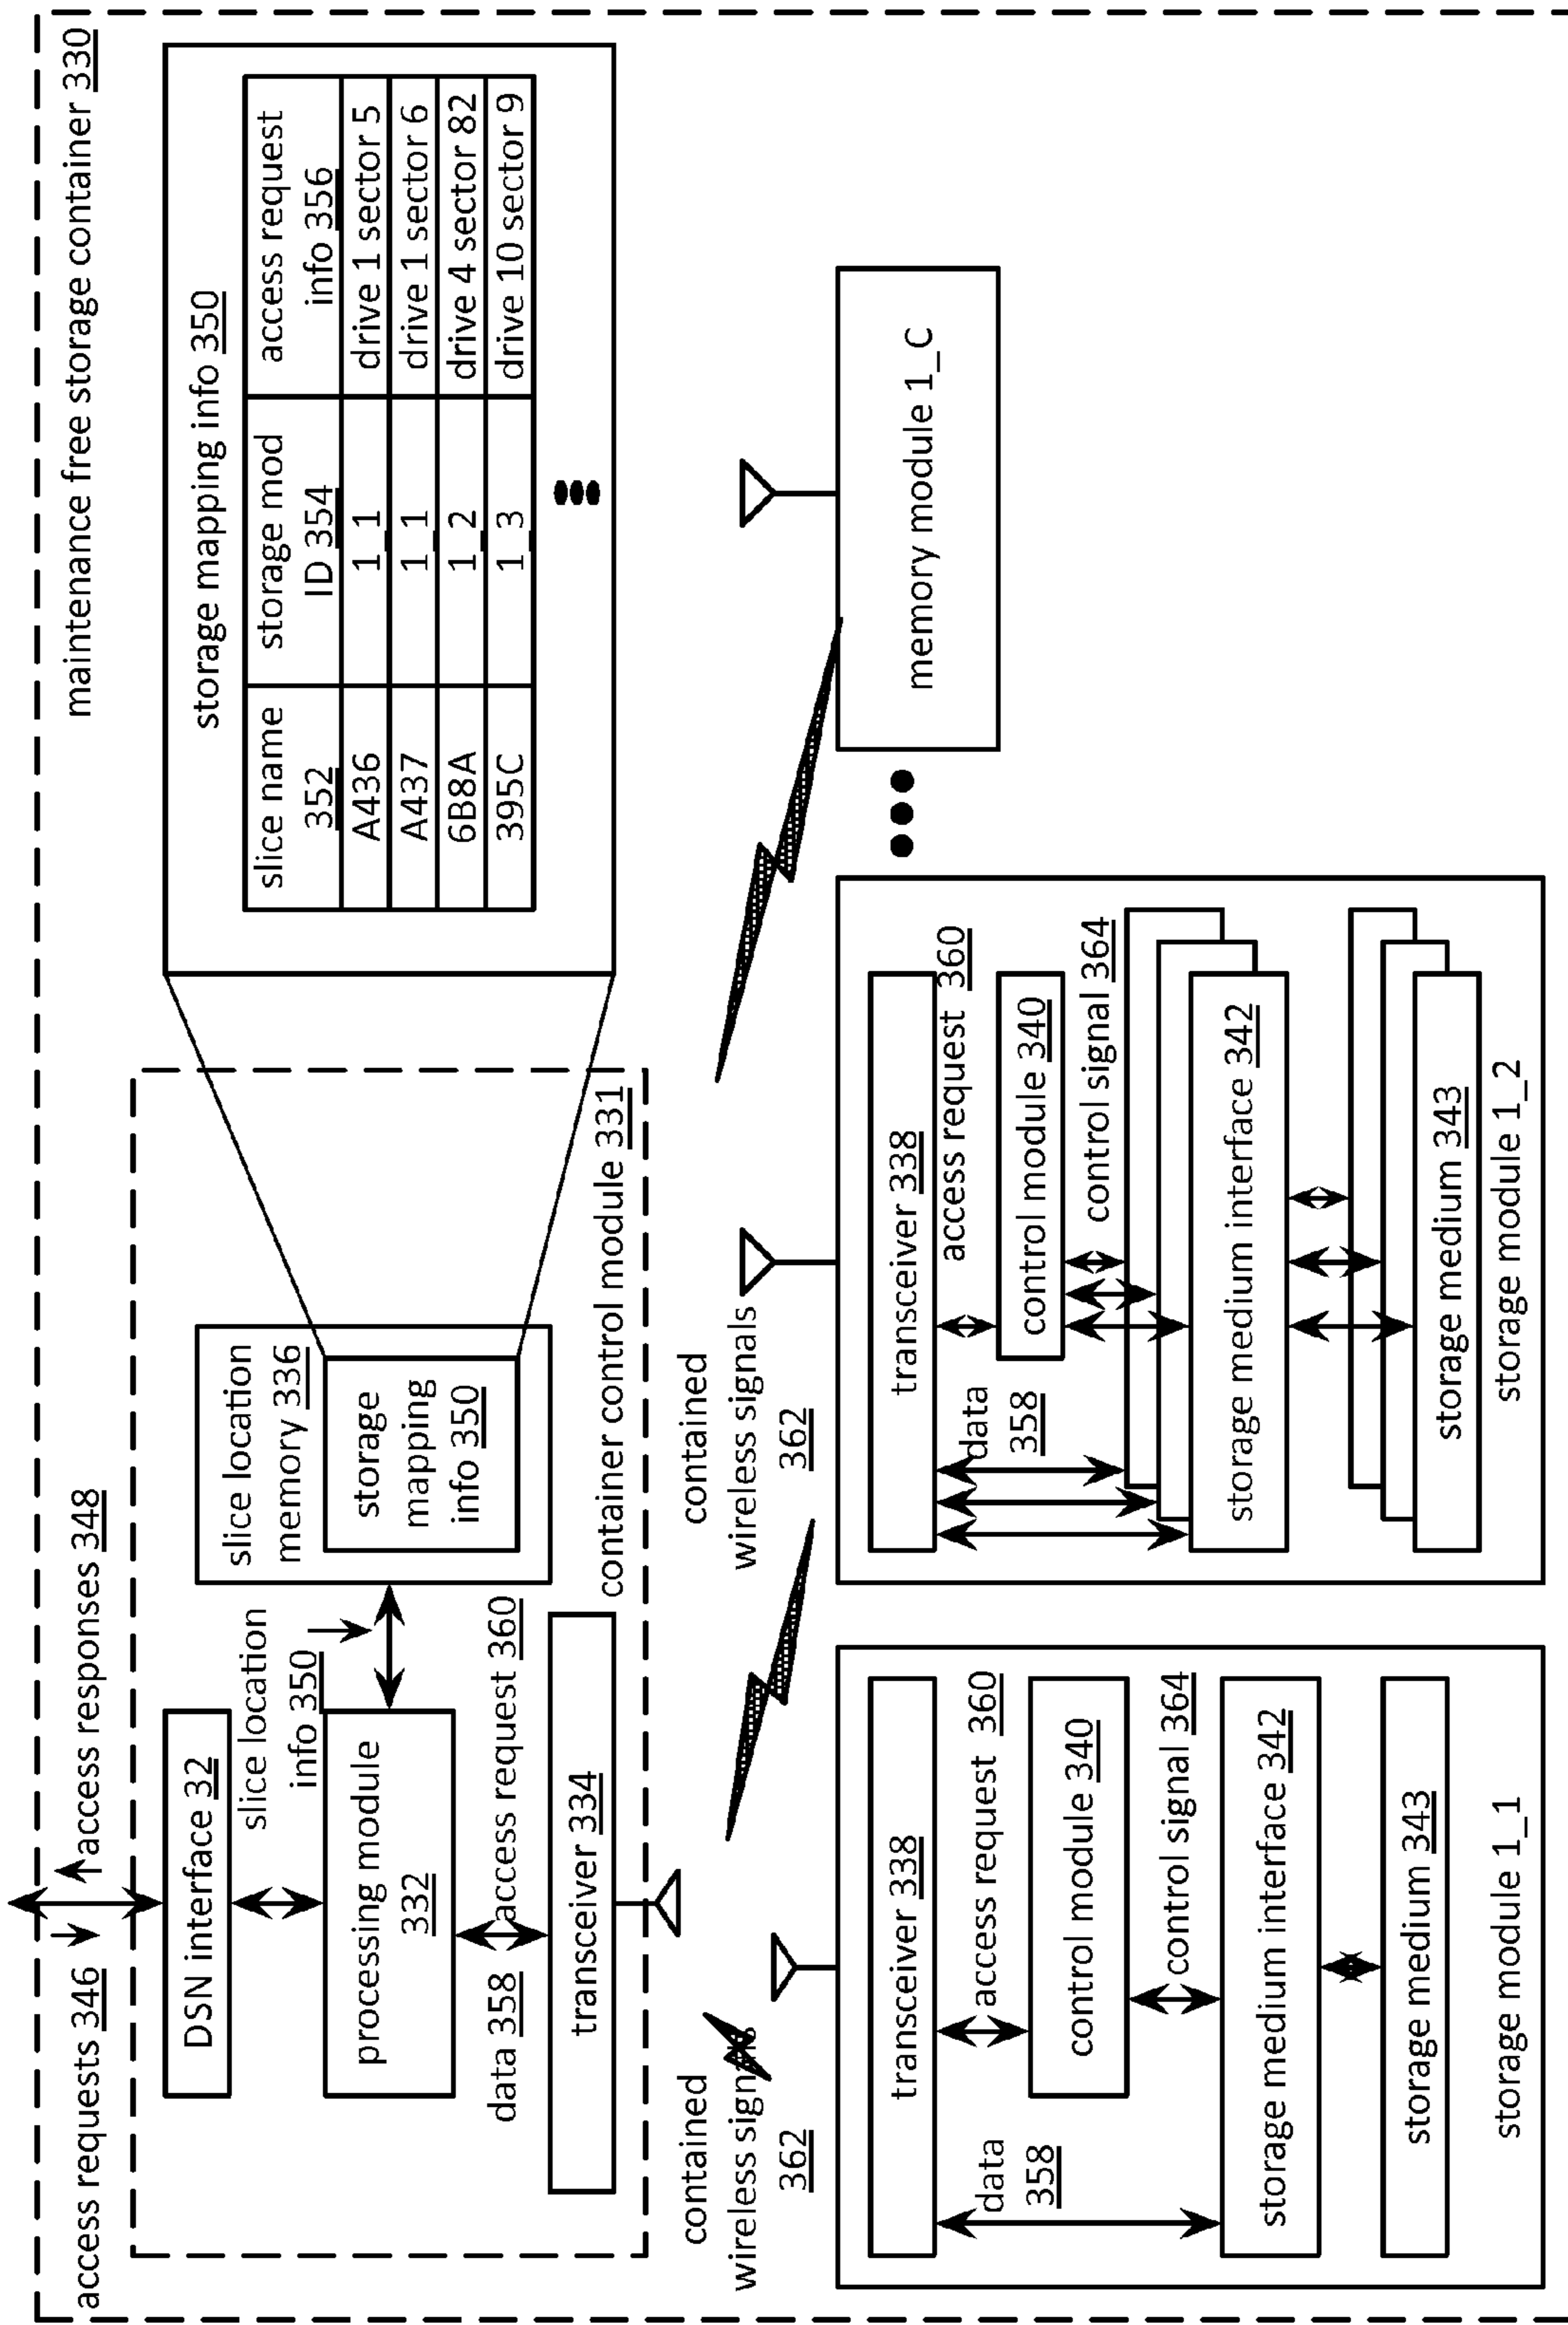 maintenance free storage container 330
access requests 346
access responses 348
DSN interface 32
slice location
info 350
processing module
332
data 358
access request 360
transceiver 334
slice location
memory 336
storage
mapping
info 350
container control module 331
storage mapping info 350
slice name
352
storage mod
ID 354
access request
info 356
A436
1_1
drive 1 sector 5
A437
1_1
drive 1 sector 6
6B8A
1_2
drive 4 sector 82
395C
1_3
drive 10 sector 9
contained
wireless signals
362
contained
wireless signals
362
transceiver 338
access request 360
data
358
control module 340
control signal 364
storage medium interface 342
storage medium 343
storage module 1_1
transceiver 338
access request 360
data
358
control module 340
control signal 364
storage medium interface 342
storage medium 343
storage module 1_2
memory module 1_C